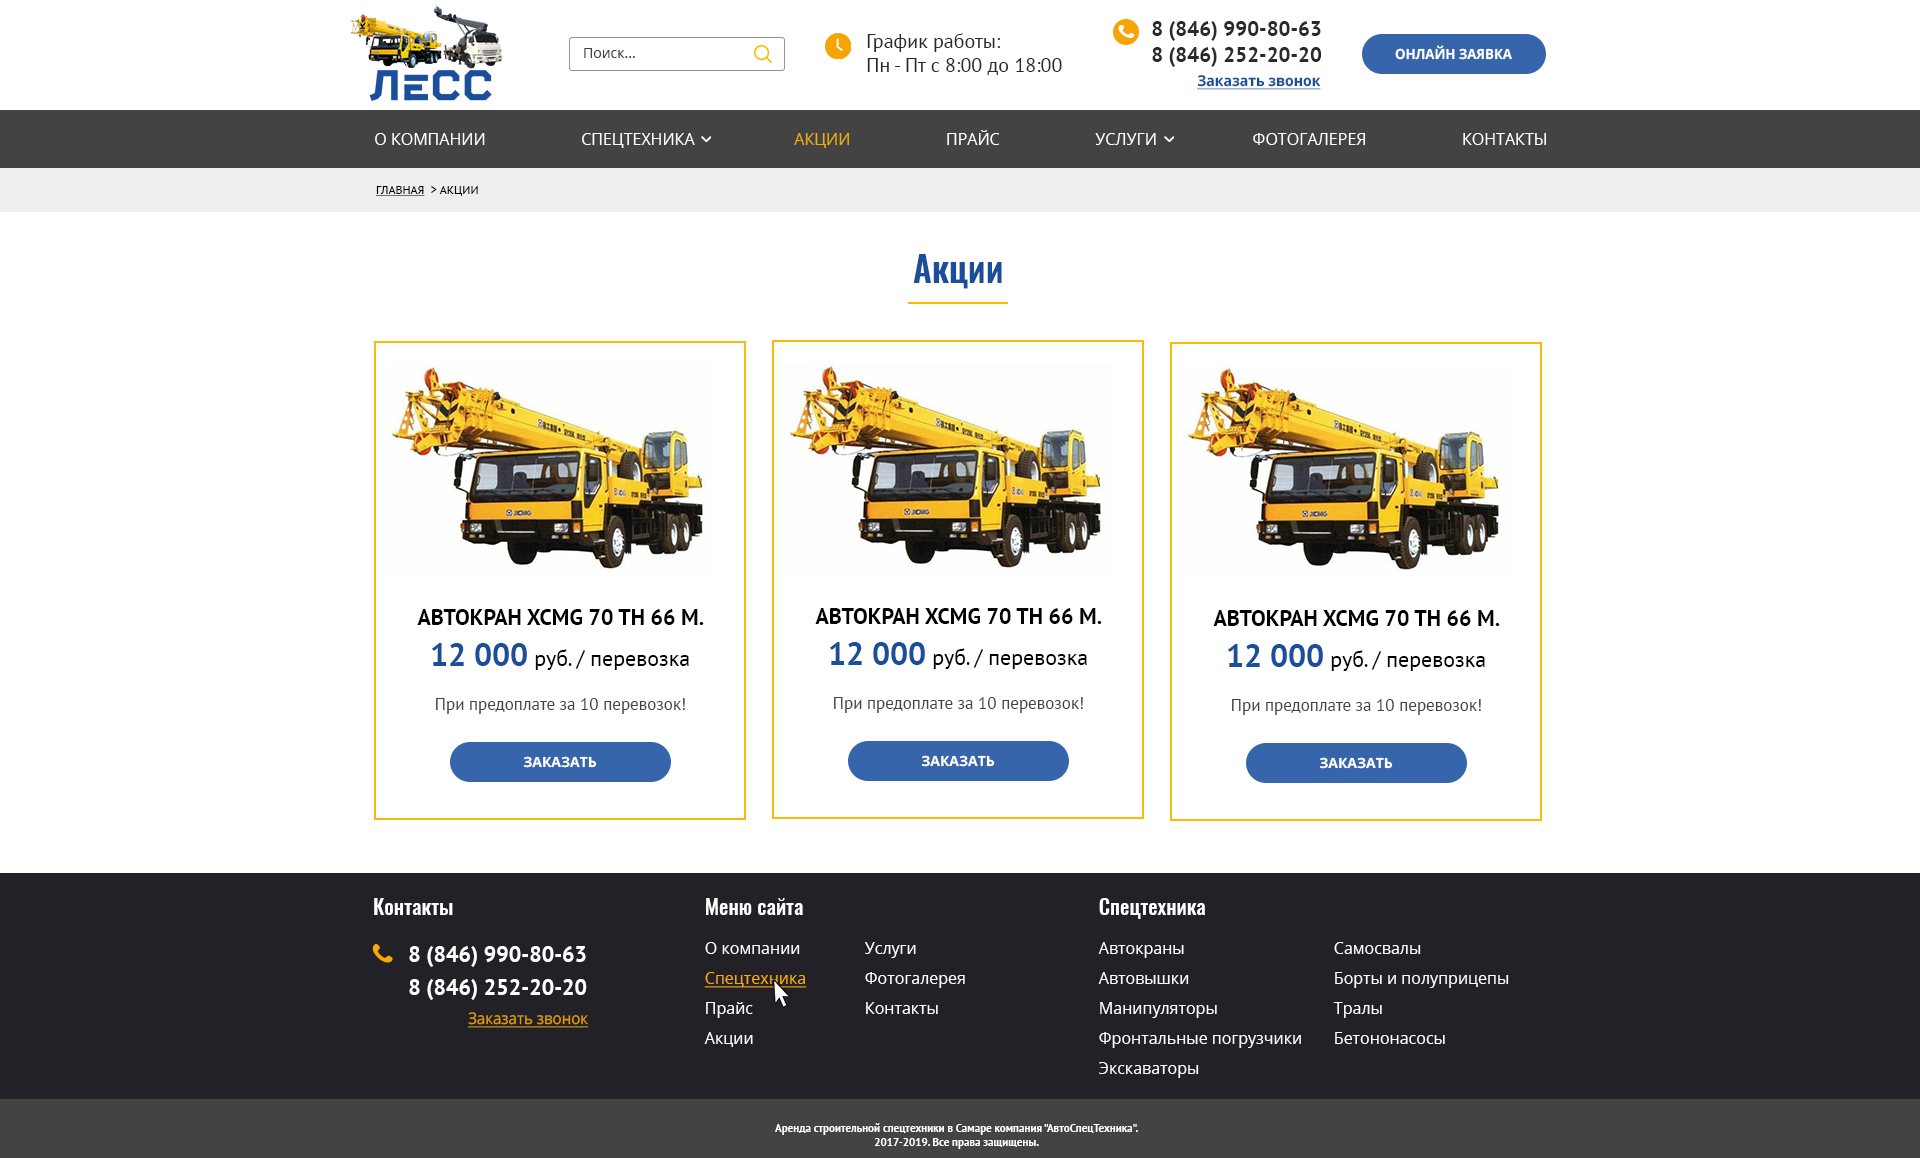 ЛЕСС
Поиск...
График работы:
Пн - Пт с 8:00 до 18:00
8 (846) 990-80-63
8 (846) 252-20-20
Заказать звонок
ОНЛАЙН ЗАЯВКА
О КОМПАНИИ СПЕЦТЕХНИКА АКЦИИ ПРАЙС УСЛУГИ ФОТОГАЛЕРЕЯ КОНТАКТЫ
ГЛАВНАЯ > АКЦИИ
Акции
XCMG
АВТОКРАН XCMG 70 ТН 66 М.
12 000 руб. / перевозка
При предоплате за 10 перевозок!
ЗАКАЗАТЬ
XCMG
АВТОКРАН XCMG 70 ТН 66 М.
12 000 руб. / перевозка
При предоплате за 10 перевозок!
ЗАКАЗАТЬ
XCMG
АВТОКРАН XCMG 70 ТН 66 М.
12 000 руб. / перевозка
При предоплате за 10 перевозок!
ЗАКАЗАТЬ
Контакты
8 (846) 990-80-63
8 (846) 252-20-20
Заказать звонок
Меню сайта
О компании
Спецтехника
Прайс
Акции
Услуги
Фотогалерея
Контакты
Спецтехника
Автокраны
Автовышки
Манипуляторы
Фронтальные погрузчики
Экскаваторы
Самосвалы
Борты и полуприцепы
Тралы
Бетононасосы
Аренда строительной спецтехники в Самаре компания "АвтоСпецТехника".
2017-2019. Все права защищены.